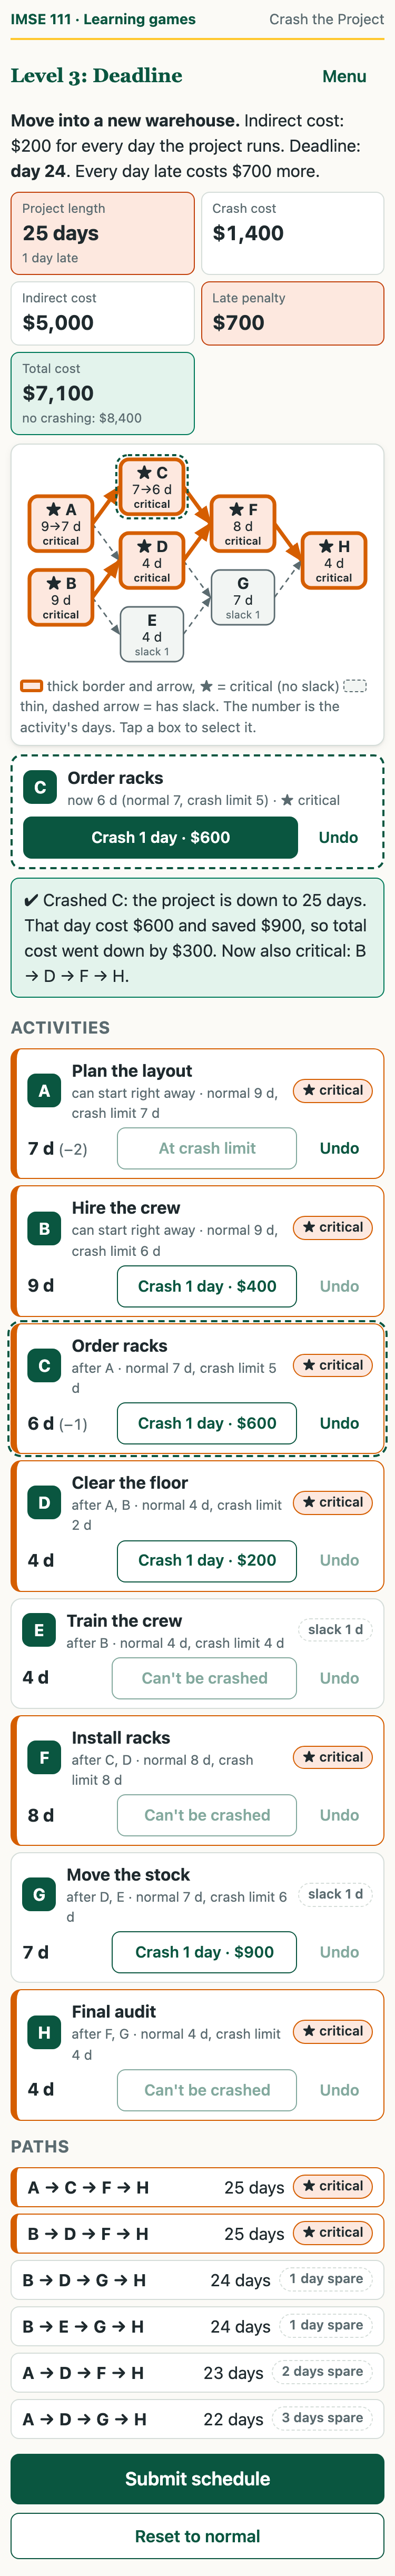 IMSE 111 · Learning games
Crash the Project
Level 3: Deadline
Menu
Move into a new warehouse. Indirect cost:
$200 for every day the project runs. Deadline:
day 24. Every day late costs $700 more.
Project length
25 days
1 day late
Crash cost
$1,400
Indirect cost
$5,000
Late penalty
$700
Total cost
$7,100
no crashing: $8,400
★ C
7→6 d
critical
★ A
9→7 d
critical
★ F
8 d
critical
★ D
4 d
critical
★ H
4 d
critical
★ B
9 d
critical
G
7 d
slack 1
E
4 d
slack 1
thick border and arrow, ★ = critical (no slack)
thin, dashed arrow = has slack. The number is the
activity's days. Tap a box to select it.
C
Order racks
now 6 d (normal 7, crash limit 5) · ★ critical
Crash 1 day · $600
Undo
✔ Crashed C: the project is down to 25 days.
That day cost $600 and saved $900, so total
cost went down by $300. Now also critical: B
→ D → F → H.
ACTIVITIES
A
Plan the layout
can start right away · normal 9 d,
crash limit 7 d
★ critical
7 d (−2)
At crash limit
Undo
B
Hire the crew
can start right away · normal 9 d,
crash limit 6 d
★ critical
9 d
Crash 1 day · $400
Undo
C
Order racks
after A · normal 7 d, crash limit 5
d
★ critical
6 d (−1)
Crash 1 day · $600
Undo
D
Clear the floor
after A, B · normal 4 d, crash limit
2 d
★ critical
4 d
Crash 1 day · $200
Undo
E
Train the crew
after B · normal 4 d, crash limit 4 d
slack 1 d
4 d
Can't be crashed
Undo
F
Install racks
after C, D · normal 8 d, crash
limit 8 d
★ critical
8 d
Can't be crashed
Undo
G
Move the stock
after D, E · normal 7 d, crash limit 6
d
slack 1 d
7 d
Crash 1 day · $900
Undo
H
Final audit
after F, G · normal 4 d, crash limit
4 d
★ critical
4 d
Can't be crashed
Undo
PATHS
A → C → F → H 25 days ★ critical
B → D → F → H 25 days ★ critical
B → D → G → H 24 days 1 day spare
B → E → G → H 24 days 1 day spare
A → D → F → H 23 days 2 days spare
A → D → G → H 22 days 3 days spare
Submit schedule
Reset to normal